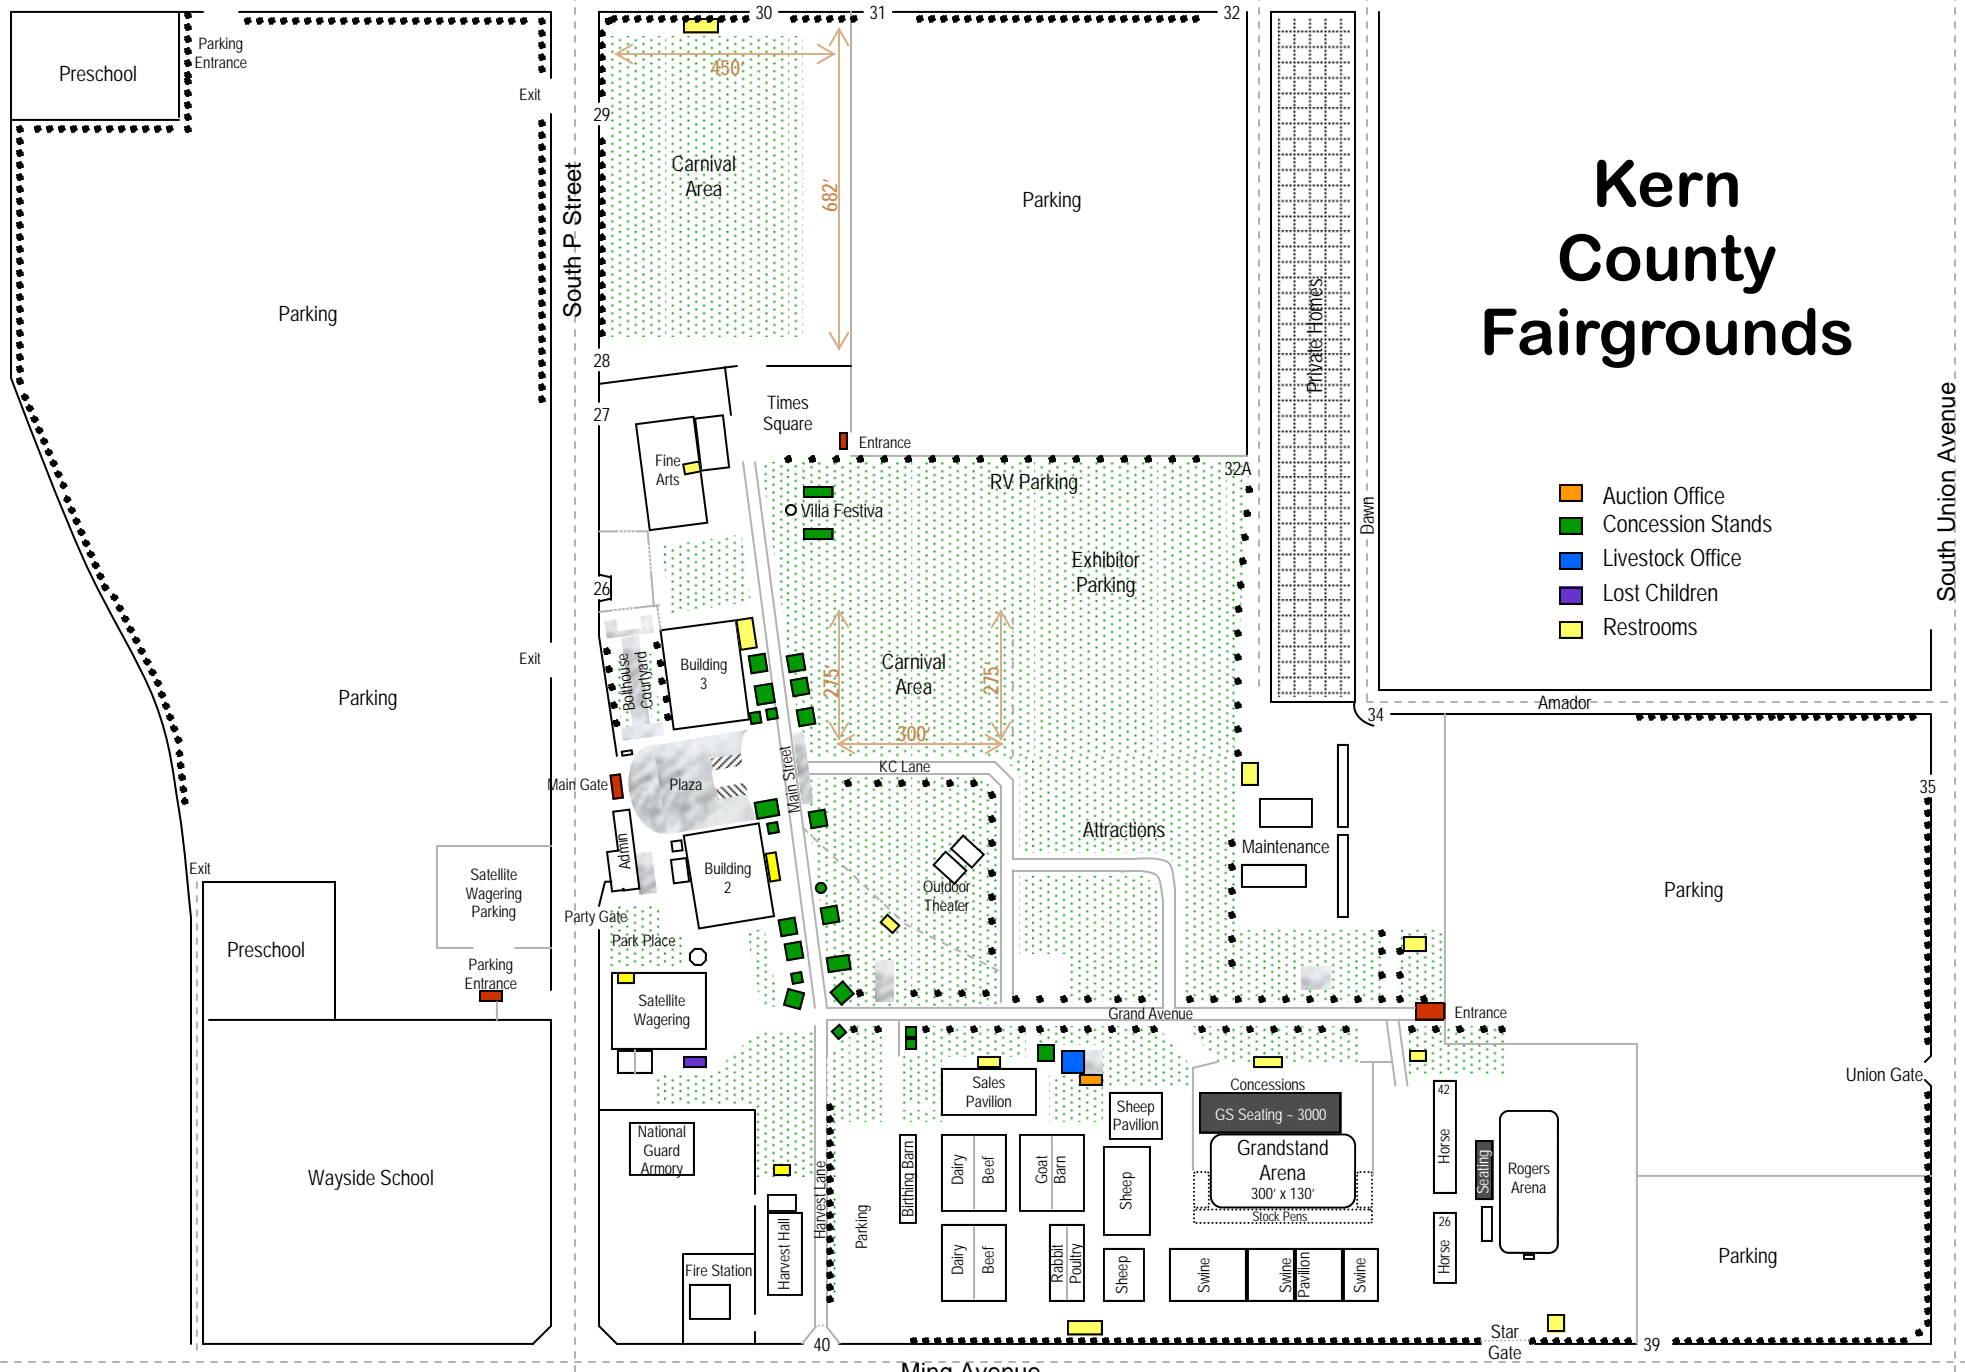 30
31
32
Parking
Entrance
Preschool
Exit
450'
29
Carnival
Area
682'
Parking
South P Street
Parking
Private Homes
Kern
County
Fairgrounds
28
27
Times
Square
Entrance
Fine
Arts
32A
RV Parking
Villa Festiva
Dawn
South Union Avenue
Auction Office
Concession Stands
Livestock Office
Lost Children
Restrooms
Exhibitor
Parking
26
Exit
Parking
Bolthouse
Courtyard
Building
3
275'
Carnival
Area
275'
300'
Amador
34
KC Lane
Main Street
Main Gate
Plaza
35
Attractions
Maintenance
Admin
Exit
Satellite
Wagering
Parking
Building
2
Outdoor
Theater
Parking
Party Gate
Park Place
Preschool
Parking
Entrance
Satellite
Wagering
Grand Avenue
Entrance
Union Gate
Sales
Pavilion
Concessions
GS Seating ~ 3000
Sheep
Pavilion
42
Horse
Grandstand
Arena
300' x 130'
Stock Pens
Seating
Rogers
Arena
National
Guard
Armory
Wayside School
Birthing Barn
Dairy
Beef
Goat
Barn
Sheep
Harvest Lane
Parking
Harvest Hall
Fire Station
Dairy
Beef
Rabbit
Poultry
Sheep
Swine
Swine
Pavilion
Swine
26
Horse
Parking
Star
Gate
39
40
Ming Avenue